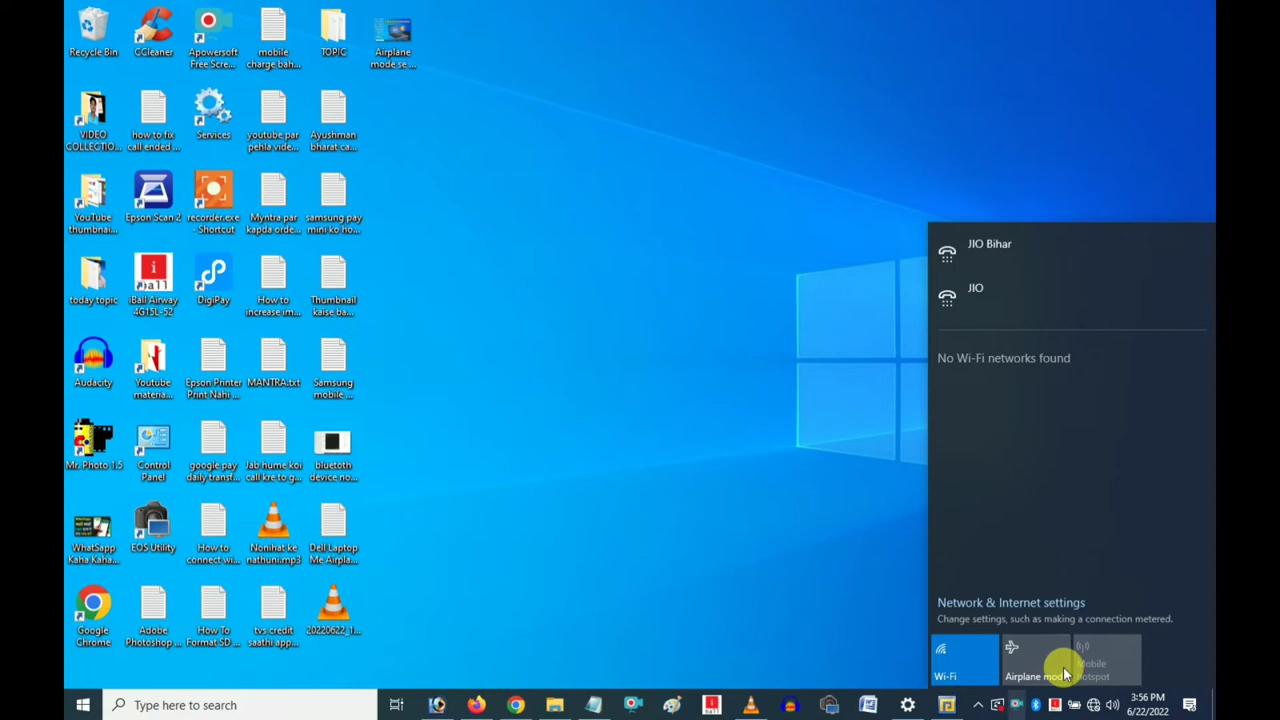 Recycle Bin
CCleaner
Apowersoft
Free Scre...
mobile
charge bah...
TOPIC
Airplane
mode se ...
VIDEO
COLLECTIO...
how to fix
call ended ...
Services
youtube par
pehla vide...
Ayushman
bharat ca...
YouTube
thumbnai...
Epson Scan 2
recorder.exe
- Shortcut
Myntra par
kapda orde...
samsung pay
mini ko ho...
today topic
iBall Airway
4G15L-52
DigiPay
How to
increase im...
Thumbnail
kaise ba...
Audacity
Youtube
materia...
Epson Printer
Print Nahi ...
MANTRA.txt
Samsung
mobile ...
Mr. Photo 1.5
Control
Panel
google pay
daily transf...
Jab hume koi
call kre to g...
bluetoth
device no...
WhatsApp
Kaha Kaha...
EOS Utility
How to
connect wi...
Nonihat ke
nathuni.mp3
Dell Laptop
Me Airpla...
Google
Chrome
Adobe
Photoshop ...
How To
Format SD ...
tvs credit
saathi app...
20220622_1...
JIO Bihar
JIO
No Wi-Fi networks found
Network & Internet settings
Change settings, such as making a connection metered.
Wi-Fi
Airplane mode
Mobile
hotspot
Type here to search
3:56 PM
6/22/2022